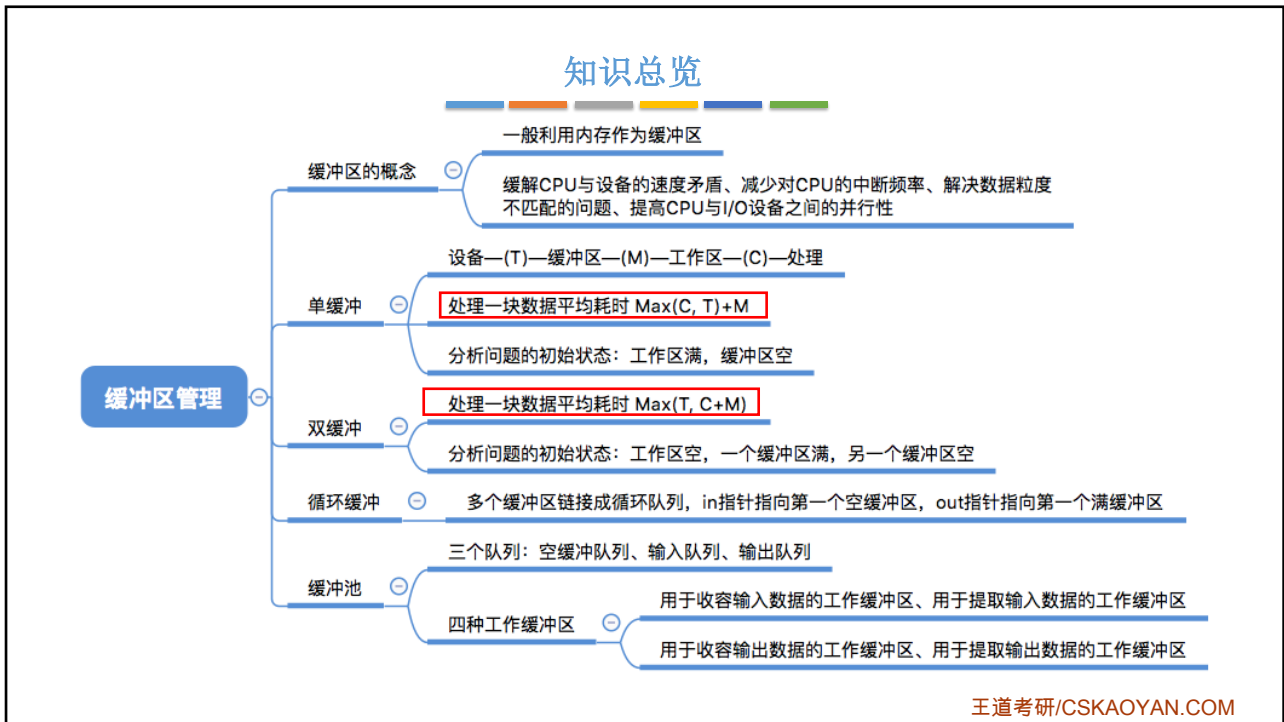 知识总览
缓冲区管理
缓冲区的概念
一般利用内存作为缓冲区
缓解CPU与设备的速度矛盾、减少对CPU的中断频率、解决数据粒度
不匹配的问题、提高CPU与I/O设备之间的并行性
单缓冲
设备—(T)—缓冲区—(M)—工作区—(C)—处理
处理一块数据平均耗时 Max(C, T)+M
分析问题的初始状态：工作区满，缓冲区空
双缓冲
处理一块数据平均耗时 Max(T, C+M)
分析问题的初始状态：工作区空，一个缓冲区满，另一个缓冲区空
循环缓冲
多个缓冲区链接成循环队列，in指针指向第一个空缓冲区，out指针指向第一个满缓冲区
缓冲池
三个队列：空缓冲队列、输入队列、输出队列
四种工作缓冲区
用于收容输入数据的工作缓冲区、用于提取输入数据的工作缓冲区
用于收容输出数据的工作缓冲区、用于提取输出数据的工作缓冲区
王道考研/CSKAOYAN.COM